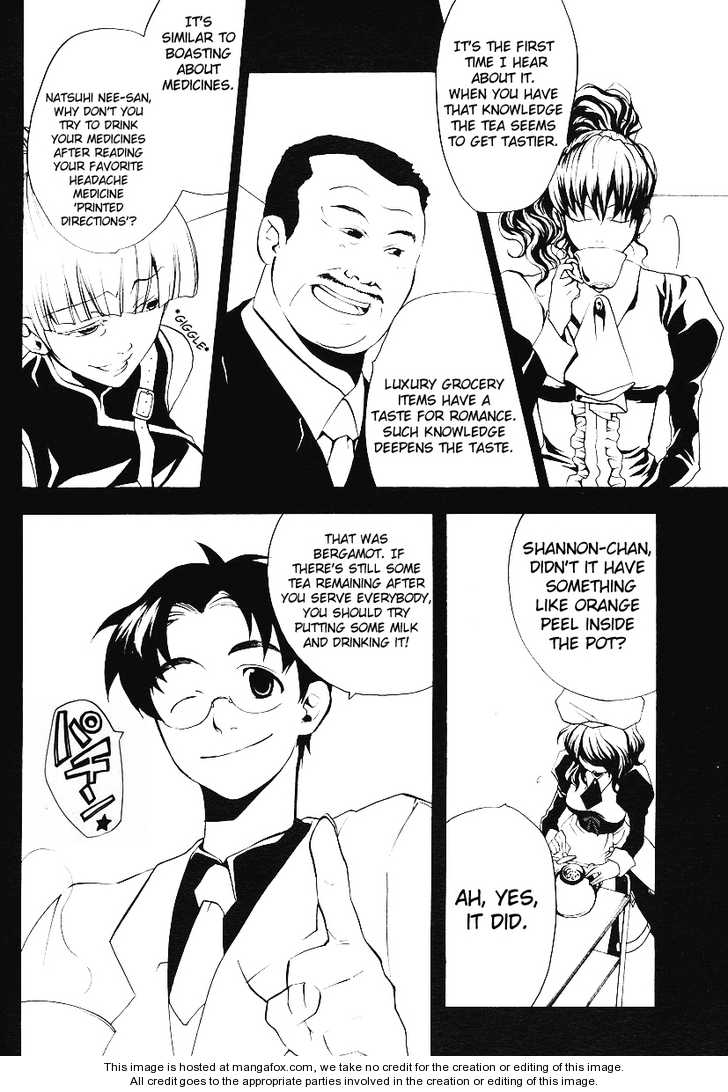 IT'S THE FIRST
TIME I HEAR
ABOUT IT.
WHEN YOU HAVE
THAT KNOWLEDGE
THE TEA SEEMS
TO GET TASTIER.
LUXURY GROCERY
ITEMS HAVE A
TASTE FOR ROMANCE.
SUCH KNOWLEDGE
DEEPENS THE TASTE.
IT'S
SIMILAR TO
BOASTING
ABOUT
MEDICINES.
NATSUHI NEE-SAN,
WHY DON'T YOU
TRY TO DRINK
YOUR MEDICINES
AFTER READING
YOUR FAVORITE
HEADACHE
MEDICINE
'PRINTED
DIRECTIONS'?
*GIGGLE*
SHANNON-CHAN,
DIDN'T IT HAVE
SOMETHING
LIKE ORANGE
PEEL INSIDE
THE POT?
AH, YES,
IT DID.
THAT WAS
BERGAMOT. IF
THERE'S STILL SOME
TEA REMAINING AFTER
YOU SERVE EVERYBODY,
YOU SHOULD TRY
PUTTING SOME MILK
AND DRINKING IT!
パチン★
This image is hosted at mangafox.com, we take no credit for the creation or editing of this image.
All credit goes to the appropriate parties involved in the creation or editing of this image.